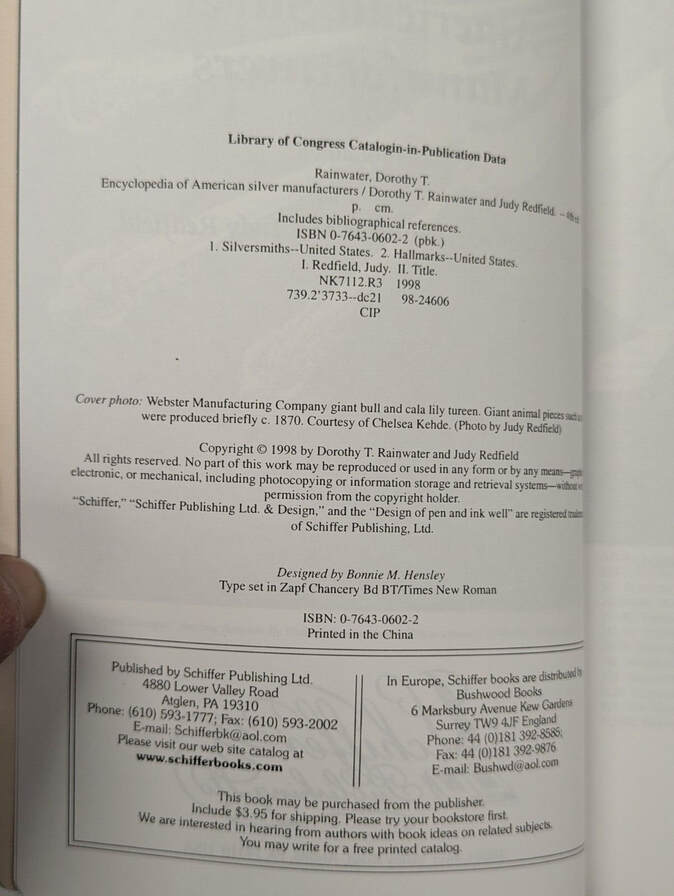 Library of Congress Catalogin-in-Publication Data
Rainwater, Dorothy T.
Encyclopedia of American silver manufacturers / Dorothy T. Rainwater and Judy Redfield. --
p. cm.
Includes bibliographical references.
ISBN 0-7643-0602-2 (pbk.)
1. Silversmiths--United States. 2. Hallmarks--United States.
I. Redfield, Judy. II. Title.
NK7112.R3 1998
739.2'3733--dc21 98-24606
CIP
Cover photo: Webster Manufacturing Company giant bull and cala lily tureen. Giant animal pieces such
were produced briefly c. 1870. Courtesy of Chelsea Kehde. (Photo by Judy Redfield)
Copyright © 1998 by Dorothy T. Rainwater and Judy Redfield
All rights reserved. No part of this work may be reproduced or used in any form or by any means—
electronic, or mechanical, including photocopying or information storage and retrieval systems—without
permission from the copyright holder.
"Schiffer," "Schiffer Publishing Ltd. & Design," and the "Design of pen and ink well" are registered
of Schiffer Publishing, Ltd.
Designed by Bonnie M. Hensley
Type set in Zapf Chancery Bd BT/Times New Roman
ISBN: 0-7643-0602-2
Printed in the China
Published by Schiffer Publishing Ltd.
4880 Lower Valley Road
Atglen, PA 19310
Phone: (610) 593-1777; Fax: (610) 593-2002
E-mail: Schifferbk@aol.com
Please visit our web site catalog at
www.schifferbooks.com
In Europe, Schiffer books are distributed by
Bushwood Books
6 Marksbury Avenue Kew Gardens
Surrey TW9 4JF England
Phone: 44 (0)181 392-8585;
Fax: 44 (0)181 392-9876
E-mail: Bushwd@aol.com
This book may be purchased from the publisher.
Include $3.95 for shipping. Please try your bookstore first.
We are interested in hearing from authors with book ideas on related subjects.
You may write for a free printed catalog.